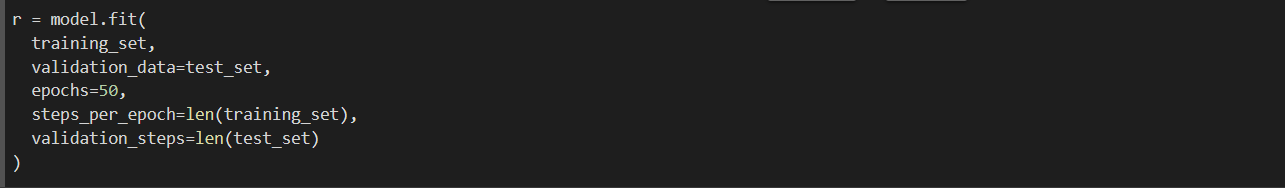 r = model.fit(
  training_set,
  validation_data=test_set,
  epochs=50,
  steps_per_epoch=len(training_set),
  validation_steps=len(test_set)
)